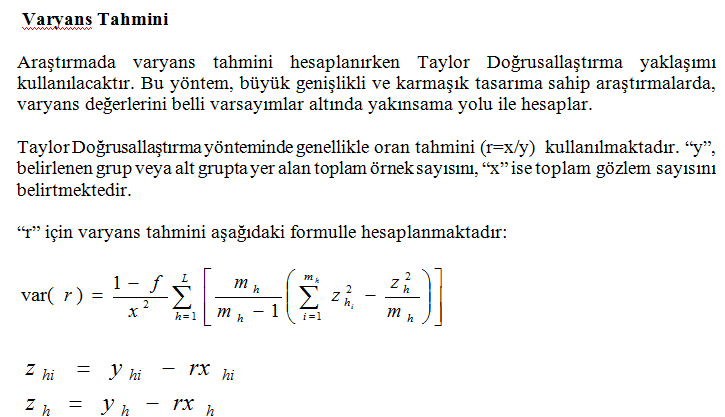 Varyans Tahmini
Araştırmada varyans tahmini hesaplanırken Taylor Doğrusallaştırma yaklaşımı
kullanılacaktır. Bu yöntem, büyük genişlikli ve karmaşık tasarıma sahip araştırmalarda,
varyans değerlerini belli varsayımlar altında yakınsama yolu ile hesaplar.
Taylor Doğrusallaştırma yönteminde genellikle oran tahmini (r=x/y) kullanılmaktadır. “y”,
belirlenen grup veya alt grupta yer alan toplam örnek sayısını, “x” ise toplam gözlem sayısını
belirtmektedir.
“r” için varyans tahmini aşağıdaki formulle hesaplanmaktadır:
var( r ) = \frac{1 - f}{x^2} \sum_{h=1}^{L} \left[ \frac{m_h}{m_h - 1} \left( \sum_{i=1}^{m_h} z_{h_i}^2 - \frac{z_h^2}{m_h} \right) \right]
z_{hi} = y_{hi} - rx_{hi}
z_h = y_h - rx_h